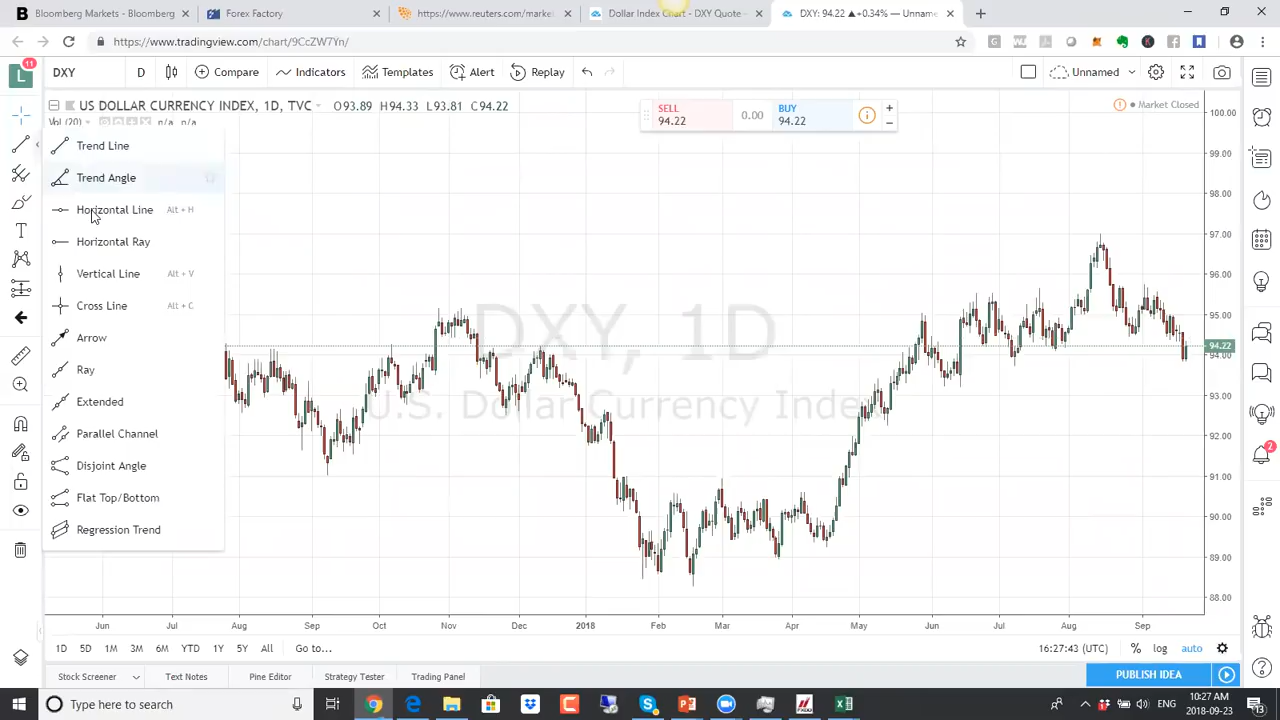 Bloomberg Markets - Bloomberg
Forex Factory
https://www.reuters.com/market
Dollar Index Chart - DXY Quote -
DXY: 94.22 ▲+0.34% — Unname
https://www.tradingview.com/chart/9CcZW7Yn/
L 11
DXY
D
Compare
Indicators
Templates
Alert
Replay
Unnamed
US DOLLAR CURRENCY INDEX, 1D, TVC
O93.89 H94.33 L93.81 C94.22
Vol (20)
n/a n/a
SELL
94.22
0.00
BUY
94.22
Market Closed
Trend Line
Trend Angle
Horizontal Line Alt + H
Horizontal Ray
Vertical Line Alt + V
Cross Line Alt + C
Arrow
Ray
Extended
Parallel Channel
Disjoint Angle
Flat Top/Bottom
Regression Trend
DXY, 1D
U.S. Dollar Currency Index
100.00
99.00
98.00
97.00
96.00
95.00
94.22
94.00
93.00
92.00
91.00
90.00
89.00
88.00
2
Jun Jul Aug Sep Oct Nov Dec 2018 Feb Mar Apr May Jun Jul Aug Sep
1D 5D 1M 3M 6M YTD 1Y 5Y All Go to...
16:27:43 (UTC) % log auto
Stock Screener
Text Notes
Pine Editor
Strategy Tester
Trading Panel
PUBLISH IDEA
Type here to search
ENG
10:27 AM
2018-09-23
13